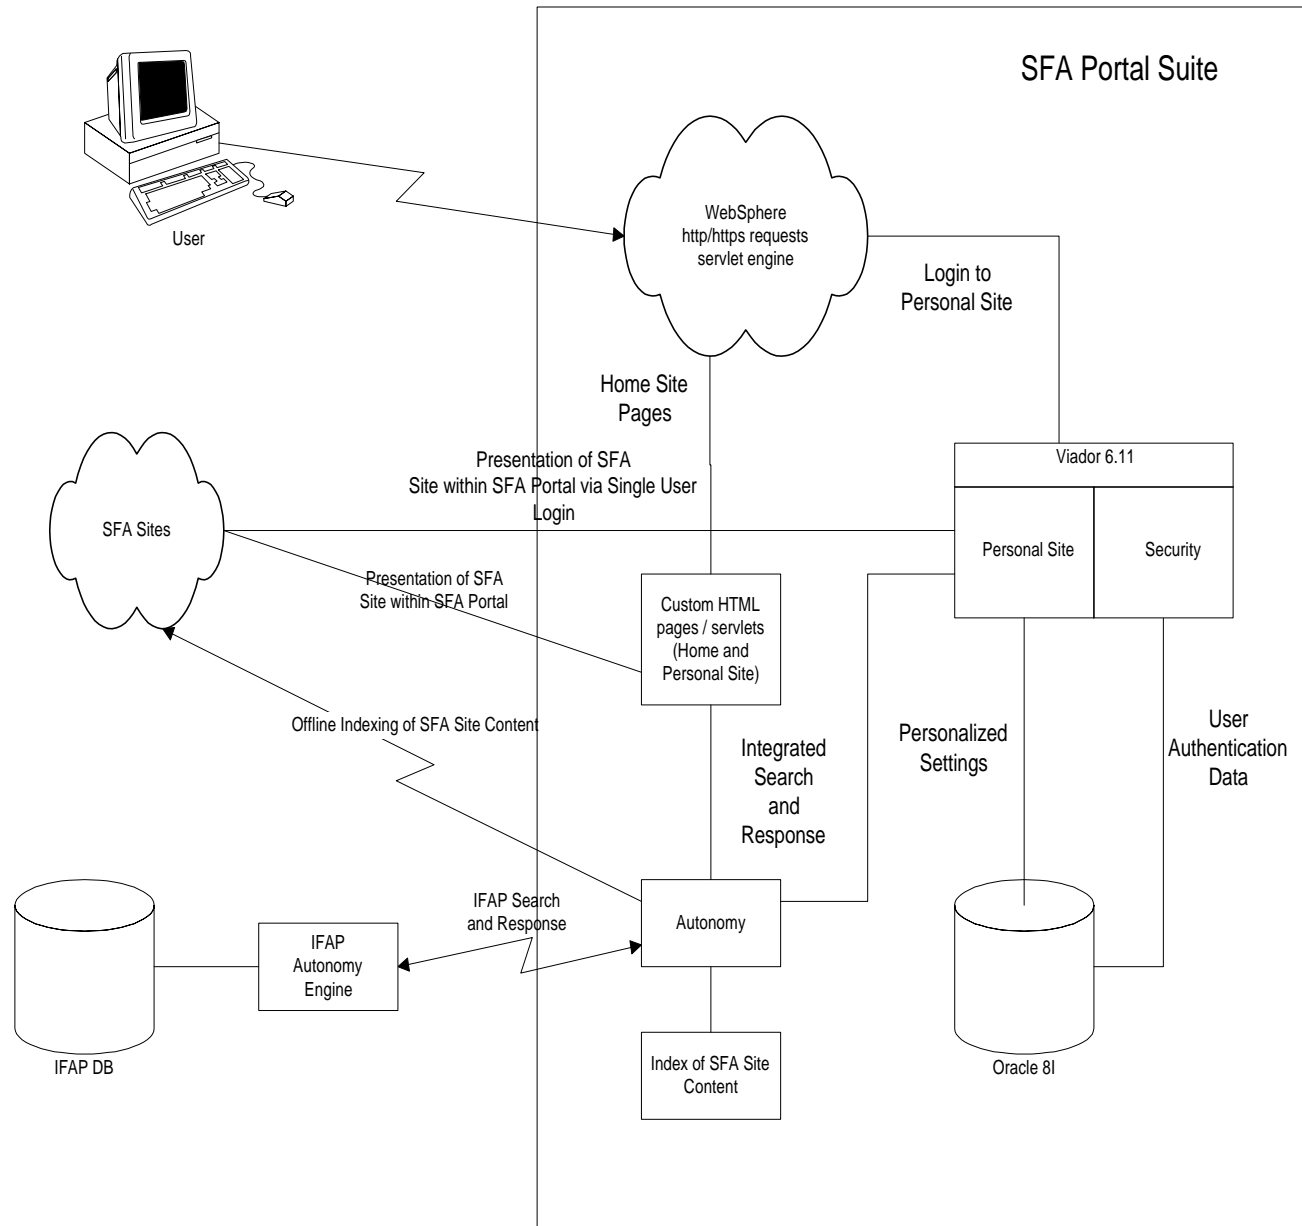 SFA Portal Suite
User
WebSphere
http/https requests
servlet engine
Login to
Personal Site
Home Site
Pages
Presentation of SFA
Site within SFA Portal via Single User
Login
Viador 6.11
SFA Sites
Personal Site
Security
Presentation of SFA
Site within SFA Portal
Custom HTML
pages / servlets
(Home and
Personal Site)
Offline Indexing of SFA Site Content
Integrated
Search
and
Response
Personalized
Settings
User
Authentication
Data
IFAP Search
and Response
Autonomy
IFAP
Autonomy
Engine
IFAP DB
Index of SFA Site
Content
Oracle 8I